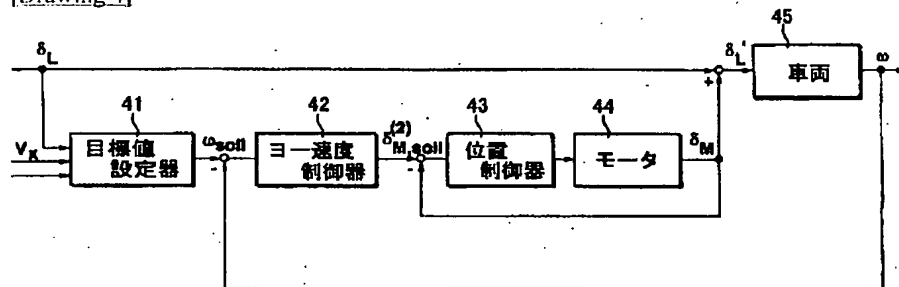 [Drawing 4]
45
δL
δL'
車両
ω
+
41
42
43
44
VX
目標値
設定器
ωsoll
-
ヨー速度
制御器
δM,soll(2)
-
位置
制御器
モータ
δM